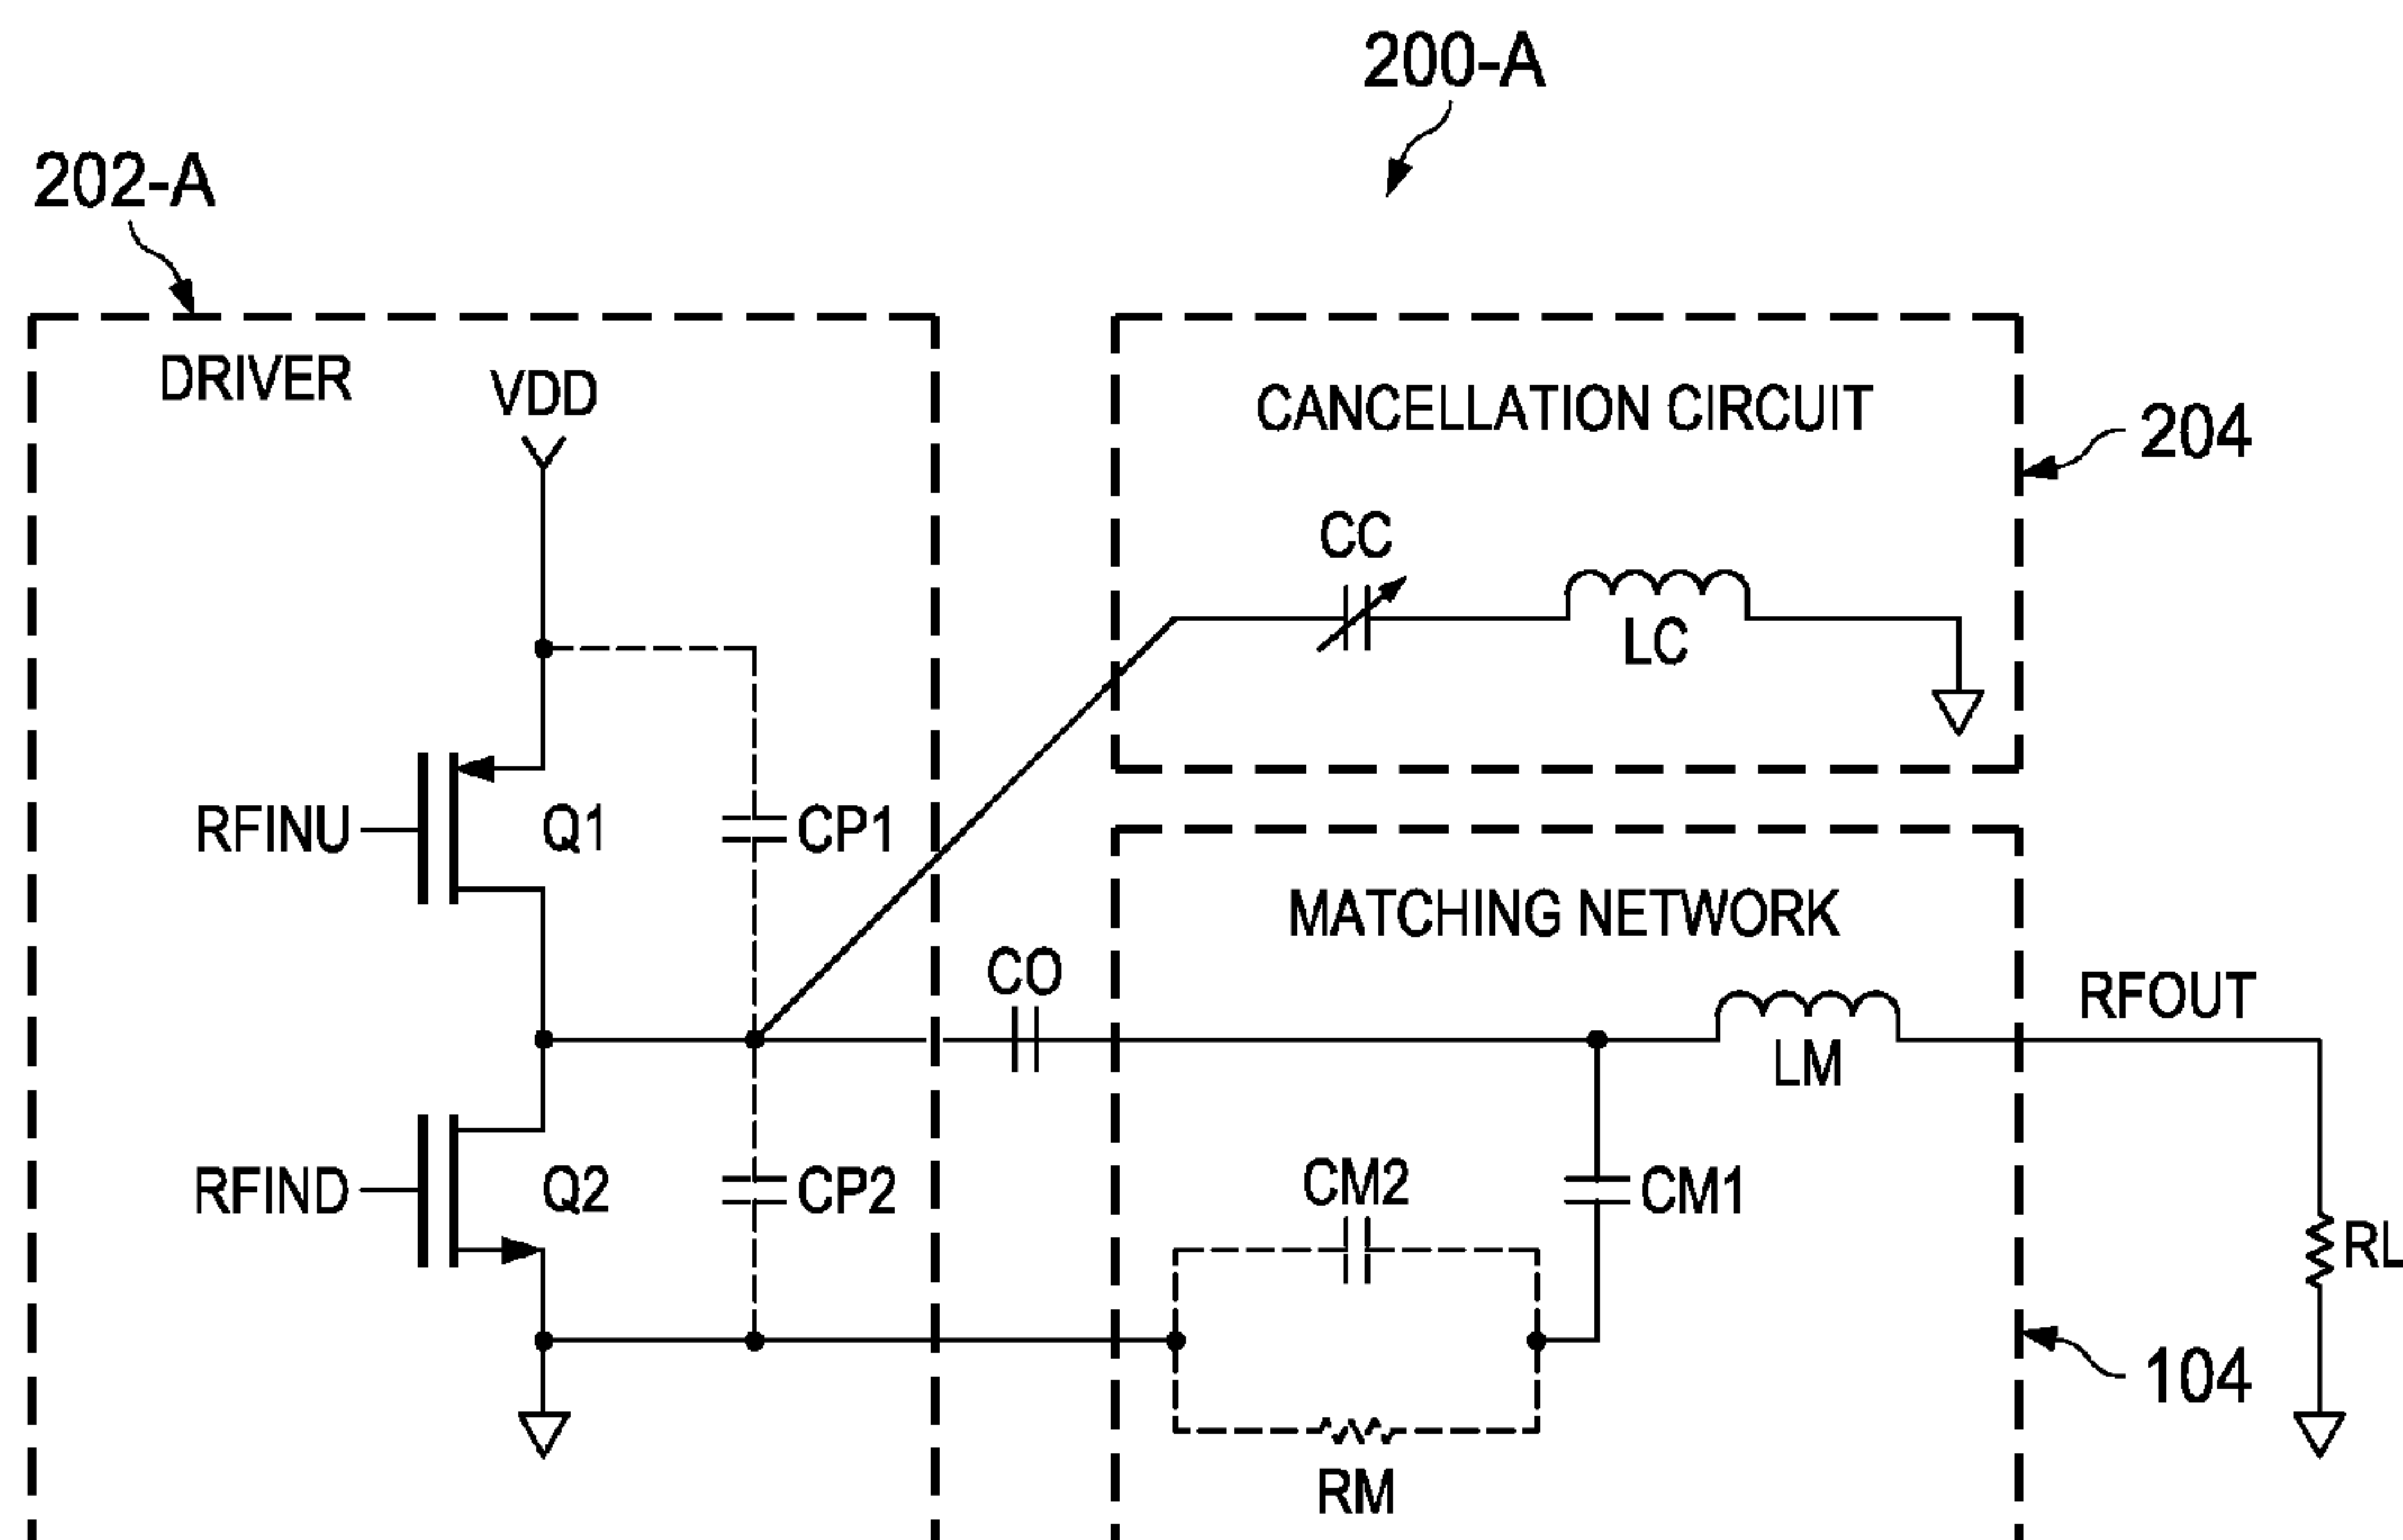 200-A
202-A
DRIVER
VDD
CANCELLATION CIRCUIT
204
CC
LC
RFINU
Q1
CP1
MATCHING NETWORK
CO
RFOUT
LM
RFIND
Q2
CP2
CM2
CM1
RL
104
RM